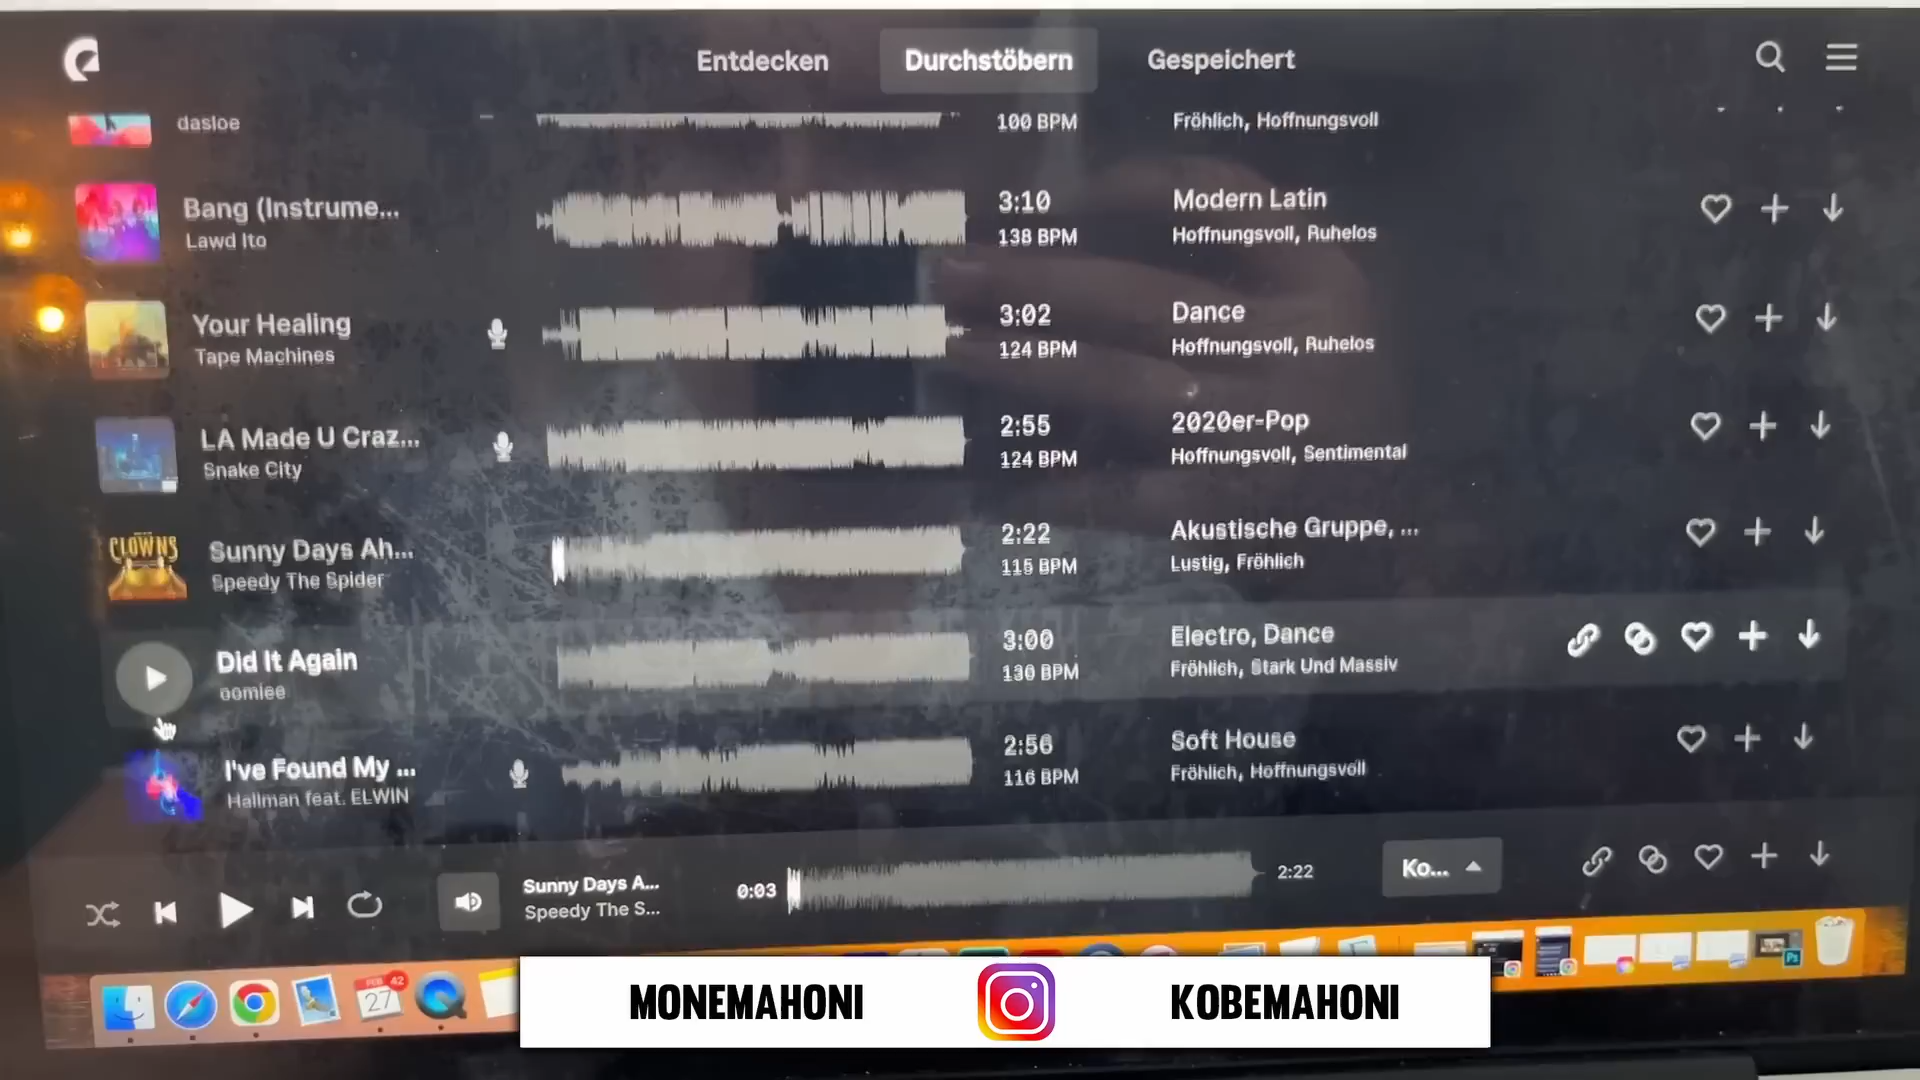 Entdecken
Durchstöbern
Gespeichert
dasloe
100 BPM
Fröhlich, Hoffnungsvoll
Bang (Instrume...
Lawd Ito
3:10
138 BPM
Modern Latin
Hoffnungsvoll, Ruhelos
Your Healing
Tape Machines
3:02
124 BPM
Dance
Hoffnungsvoll, Ruhelos
LA Made U Craz...
Snake City
2:55
124 BPM
2020er-Pop
Hoffnungsvoll, Sentimental
CLOWNS
Sunny Days Ah...
Speedy The Spider
2:22
115 BPM
Akustische Gruppe, ...
Lustig, Fröhlich
Did It Again
oomiee
3:00
130 BPM
Electro, Dance
Fröhlich, Stark Und Massiv
I've Found My ...
Hallman feat. ELWIN
2:56
116 BPM
Soft House
Fröhlich, Hoffnungsvoll
Sunny Days A...
Speedy The S...
0:03
2:22
Ko...
FEB
42
27
Ps
MONEMAHONI
KOBEMAHONI